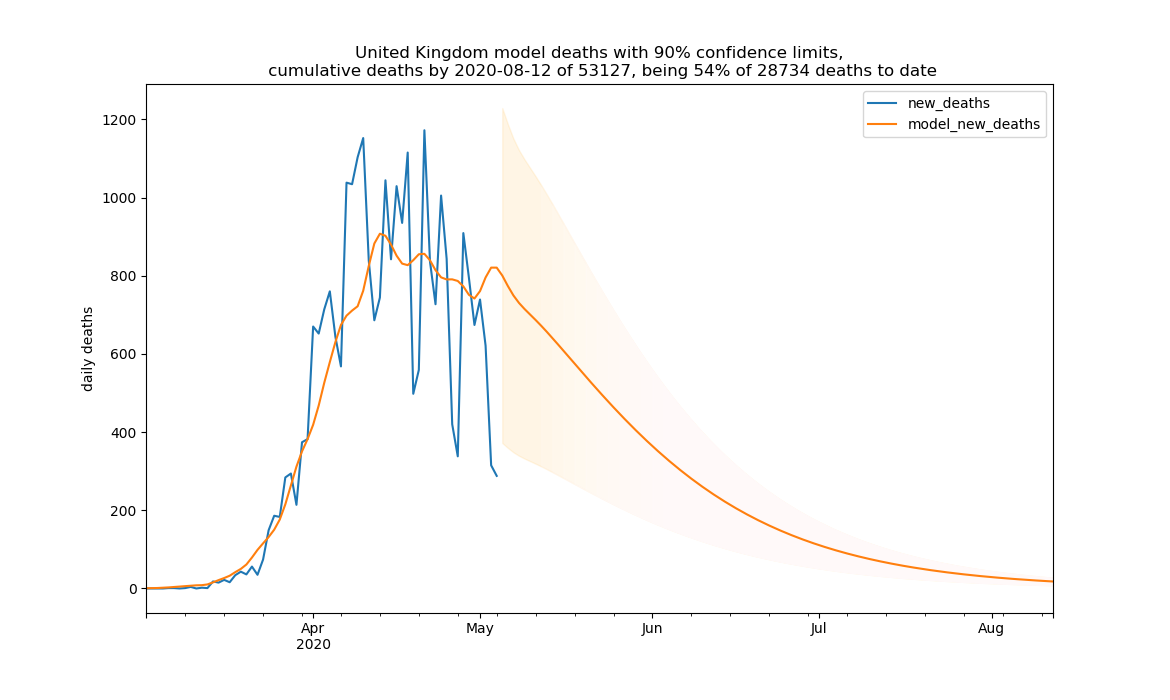 United Kingdom model deaths with 90% confidence limits,
cumulative deaths by 2020-08-12 of 53127, being 54% of 28734 deaths to date
new_deaths
model_new_deaths
daily deaths
1200
1000
800
600
400
200
0
Apr
2020
May
Jun
Jul
Aug